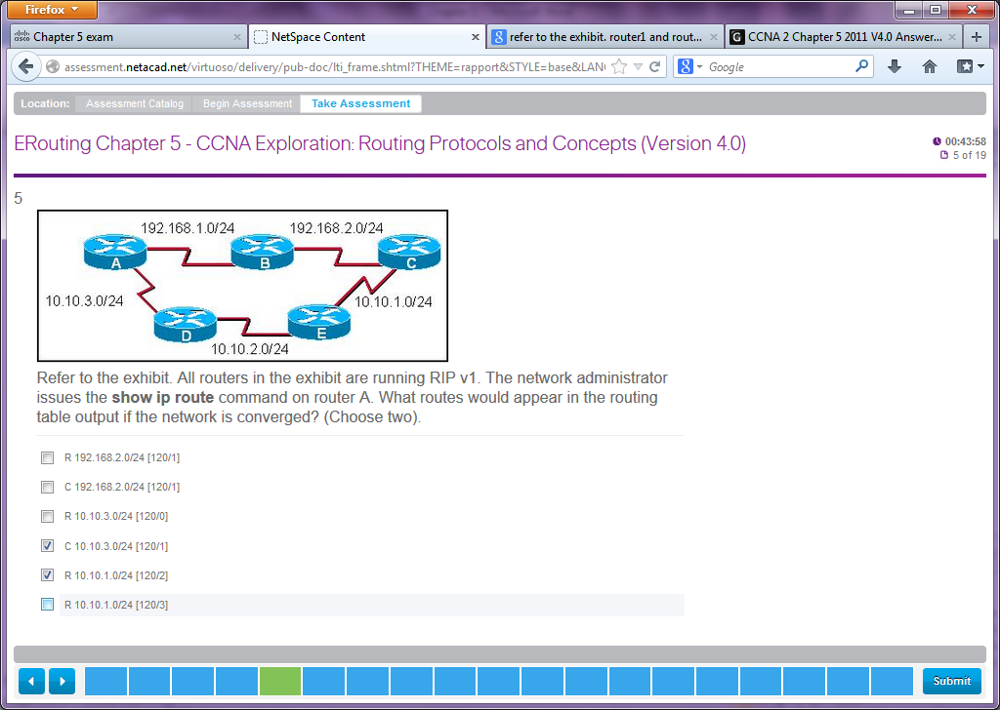 Firefox
Chapter 5 exam
NetSpace Content
refer to the exhibit. router1 and rout...
CCNA 2 Chapter 5 2011 V4.0 Answer...
assessment.netacad.net/virtuoso/delivery/pub-doc/lti_frame.shtml?THEME=rapport&STYLE=base&LAN
Google
Location: Assessment Catalog Begin Assessment Take Assessment
ERouting Chapter 5 - CCNA Exploration: Routing Protocols and Concepts (Version 4.0)
00:43:58
5 of 19
5
192.168.1.0/24 192.168.2.0/24
A B C
10.10.3.0/24 10.10.1.0/24
D E
10.10.2.0/24
Refer to the exhibit. All routers in the exhibit are running RIP v1. The network administrator
issues the show ip route command on router A. What routes would appear in the routing
table output if the network is converged? (Choose two).
R 192.168.2.0/24 [120/1]
C 192.168.2.0/24 [120/1]
R 10.10.3.0/24 [120/0]
C 10.10.3.0/24 [120/1]
R 10.10.1.0/24 [120/2]
R 10.10.1.0/24 [120/3]
Submit